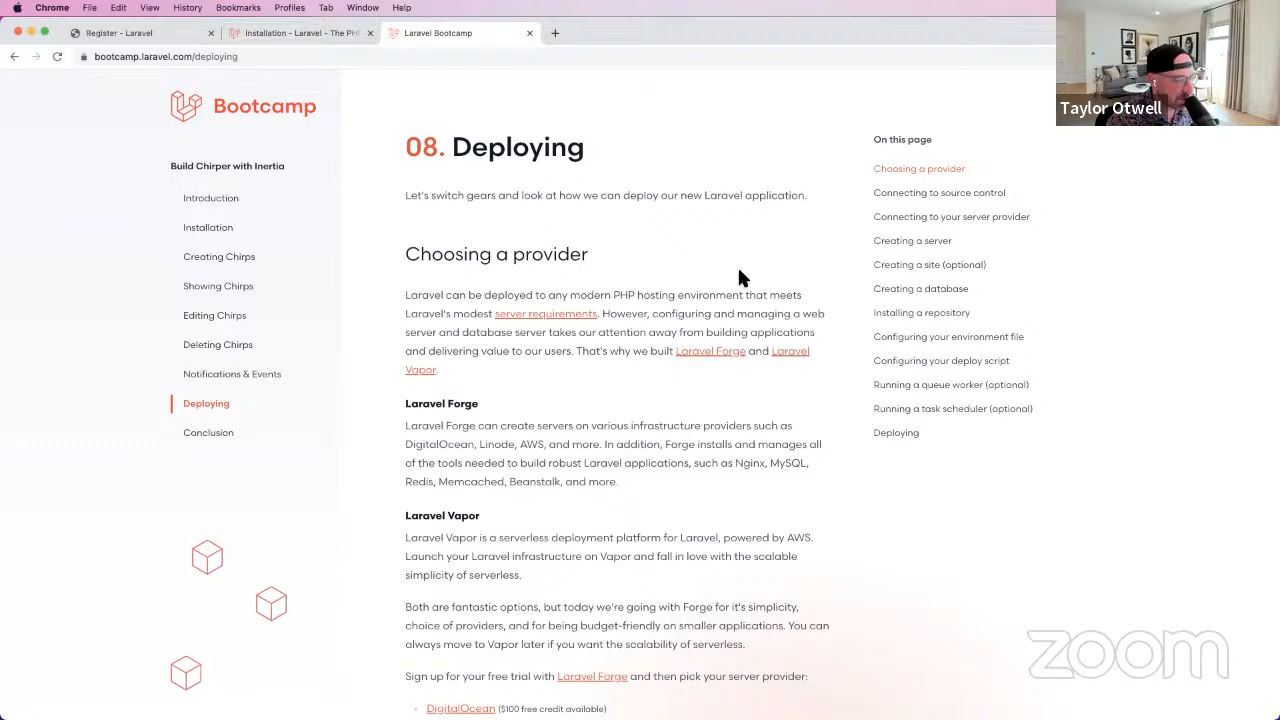 Chrome File Edit View History Bookmarks Profiles Tab Window Help
Register - Laravel
Installation - Laravel - The PH
Laravel Bootcamp
bootcamp.laravel.com/deploying
Taylor Otwell
Bootcamp
Build Chirper with Inertia
Introduction
Installation
Creating Chirps
Showing Chirps
Editing Chirps
Deleting Chirps
Notifications & Events
Deploying
Conclusion
08. Deploying
Let's switch gears and look at how we can deploy our new Laravel application.
Choosing a provider
Laravel can be deployed to any modern PHP hosting environment that meets
Laravel's modest server requirements. However, configuring and managing a web
server and database server takes our attention away from building applications
and delivering value to our users. That's why we built Laravel Forge and Laravel
Vapor.
Laravel Forge
Laravel Forge can create servers on various infrastructure providers such as
DigitalOcean, Linode, AWS, and more. In addition, Forge installs and manages all
of the tools needed to build robust Laravel applications, such as Nginx, MySQL,
Redis, Memcached, Beanstalk, and more.
Laravel Vapor
Laravel Vapor is a serverless deployment platform for Laravel, powered by AWS.
Launch your Laravel infrastructure on Vapor and fall in love with the scalable
simplicity of serverless.
Both are fantastic options, but today we're going with Forge for it's simplicity,
choice of providers, and for being budget-friendly on smaller applications. You can
always move to Vapor later if you want the scalability of serverless.
Sign up for your free trial with Laravel Forge and then pick your server provider:
DigitalOcean ($100 free credit available)
On this page
Choosing a provider
Connecting to source control
Connecting to your server provider
Creating a server
Creating a site (optional)
Creating a database
Installing a repository
Configuring your environment file
Configuring your deploy script
Running a queue worker (optional)
Running a task scheduler (optional)
Deploying
zoom